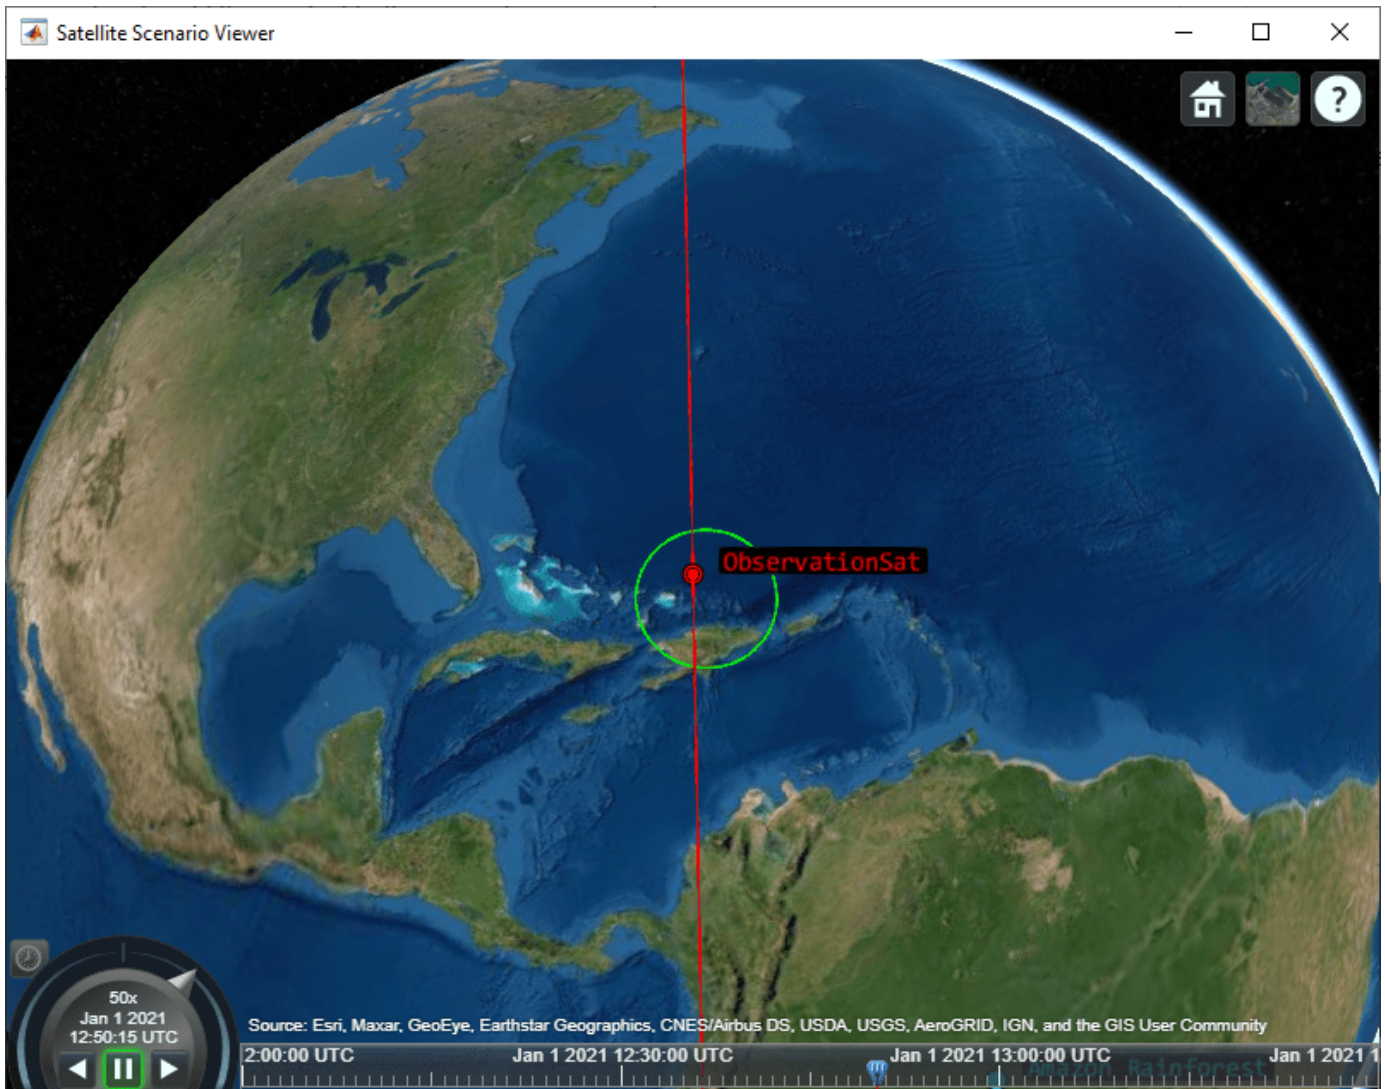 Satellite Scenario Viewer
?
ObservationSat
50x
Jan 1 2021
12:50:15 UTC
Source: Esri, Maxar, GeoEye, Earthstar Geographics, CNES/Airbus DS, USDA, USGS, AeroGRID, IGN, and the GIS User Community
2:00:00 UTC Jan 1 2021 12:30:00 UTC Jan 1 2021 13:00:00 UTC Jan 1 2021 1
Amazon Rainforest